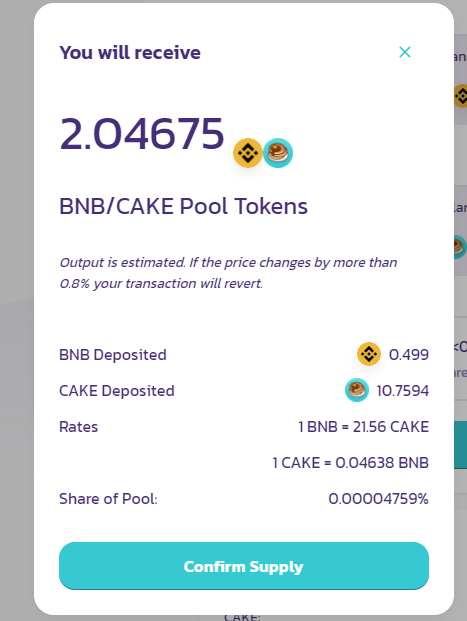 You will receive
2.04675
BNB/CAKE Pool Tokens
Output is estimated. If the price changes by more than
0.8% your transaction will revert.
BNB Deposited 0.499
CAKE Deposited 10.7594
Rates 1 BNB = 21.56 CAKE
1 CAKE = 0.04638 BNB
Share of Pool: 0.00004759%
Confirm Supply
CAKE: